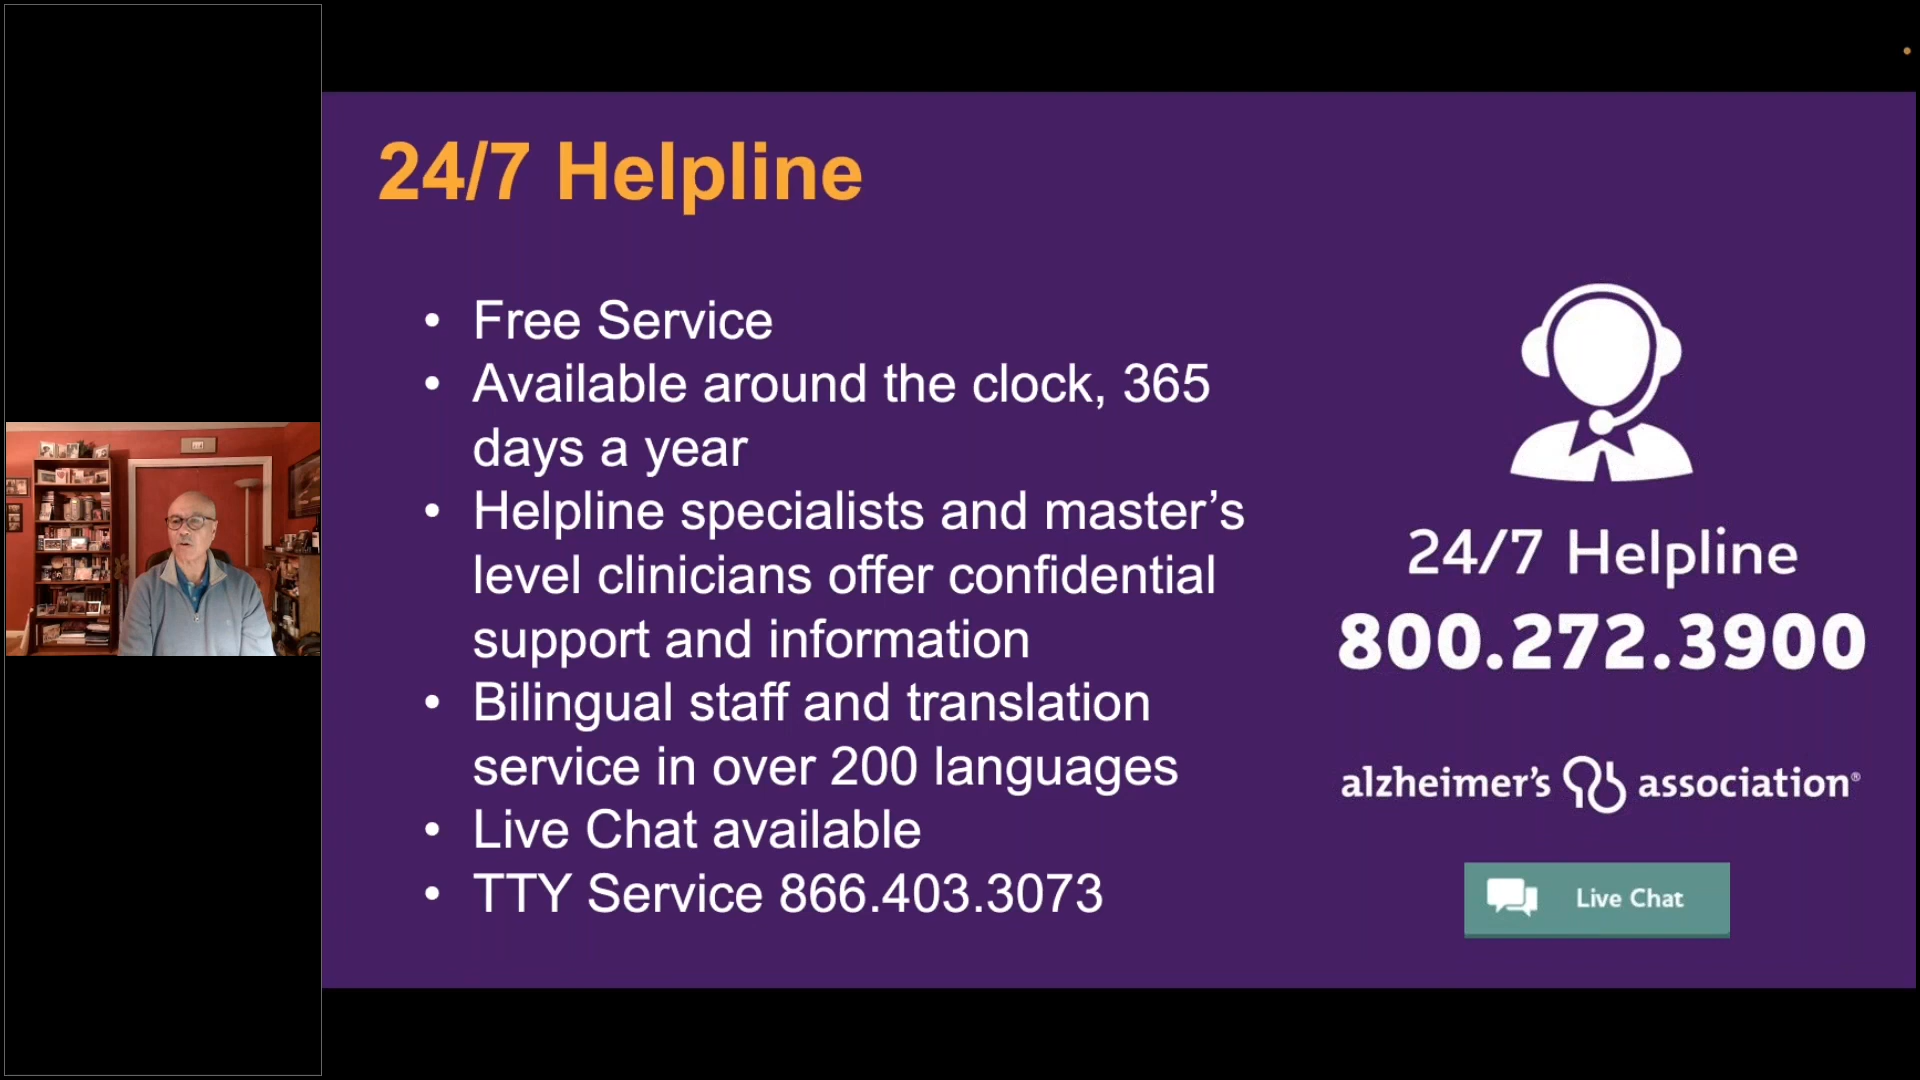 24/7 Helpline
• Free Service
• Available around the clock, 365
days a year
• Helpline specialists and master’s
level clinicians offer confidential
support and information
• Bilingual staff and translation
service in over 200 languages
• Live Chat available
• TTY Service 866.403.3073
24/7 Helpline
800.272.3900
alzheimer’s association®
Live Chat